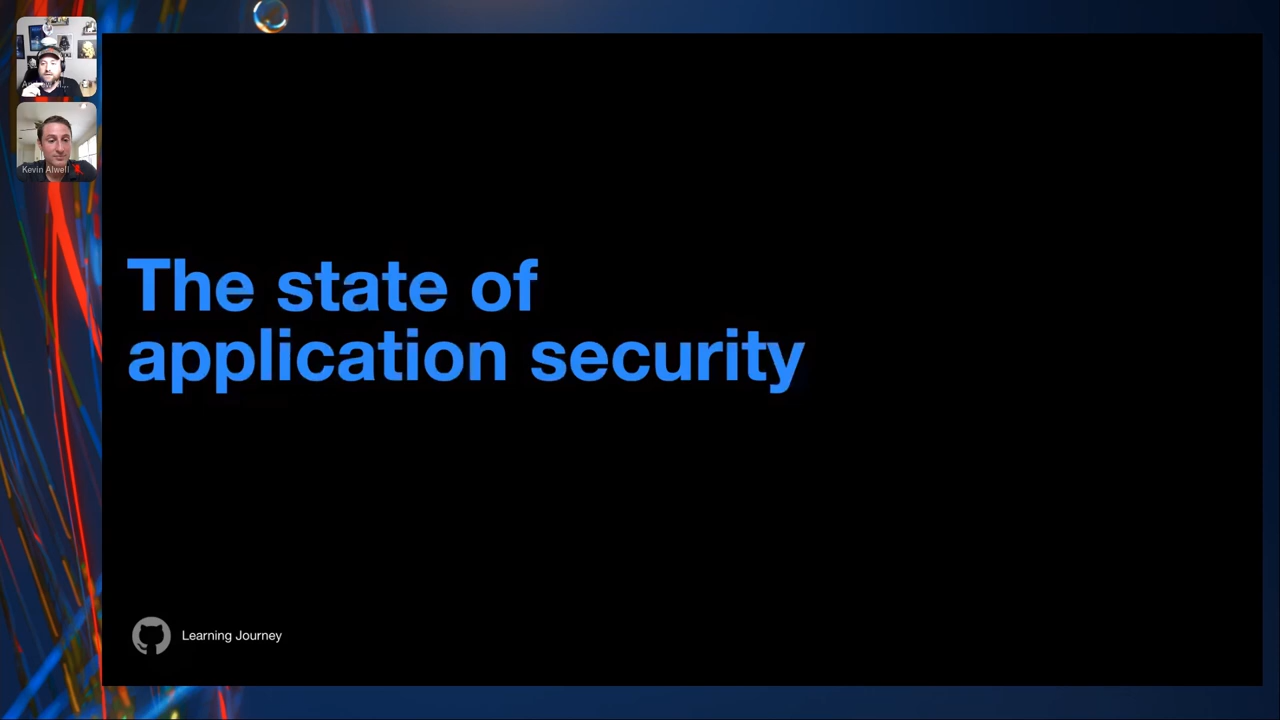 Kevin Alwell
The state of
application security
Learning Journey